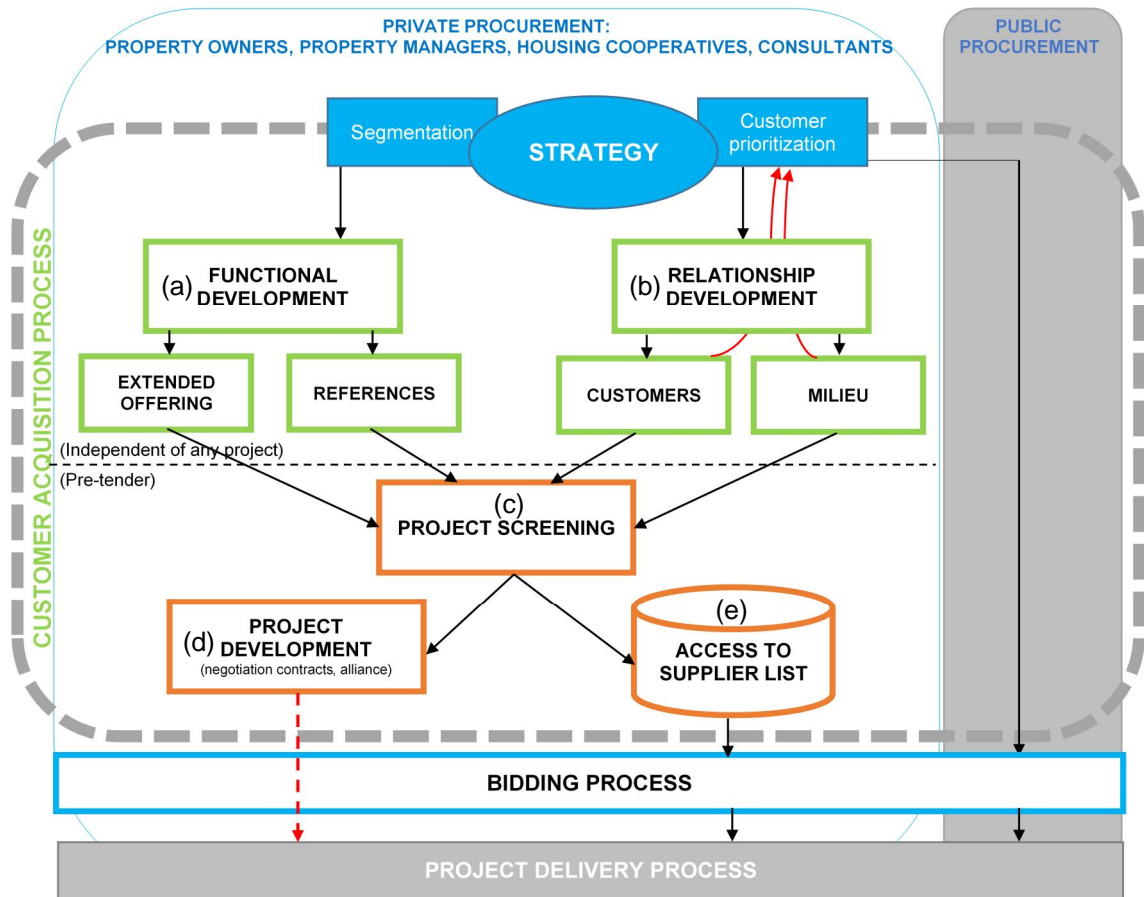 PRIVATE PROCUREMENT:
PROPERTY OWNERS, PROPERTY MANAGERS, HOUSING COOPERATIVES, CONSULTANTS
PUBLIC
PROCUREMENT
Segmentation
STRATEGY
Customer
prioritization
CUSTOMER ACQUISITION PROCESS
(a)
FUNCTIONAL
DEVELOPMENT
(b)
RELATIONSHIP
DEVELOPMENT
EXTENDED
OFFERING
REFERENCES
CUSTOMERS
MILIEU
(Independent of any project)
(Pre-tender)
(c)
PROJECT SCREENING
(d)
PROJECT
DEVELOPMENT
(negotiation contracts, alliance)
(e)
ACCESS TO
SUPPLIER LIST
BIDDING PROCESS
PROJECT DELIVERY PROCESS